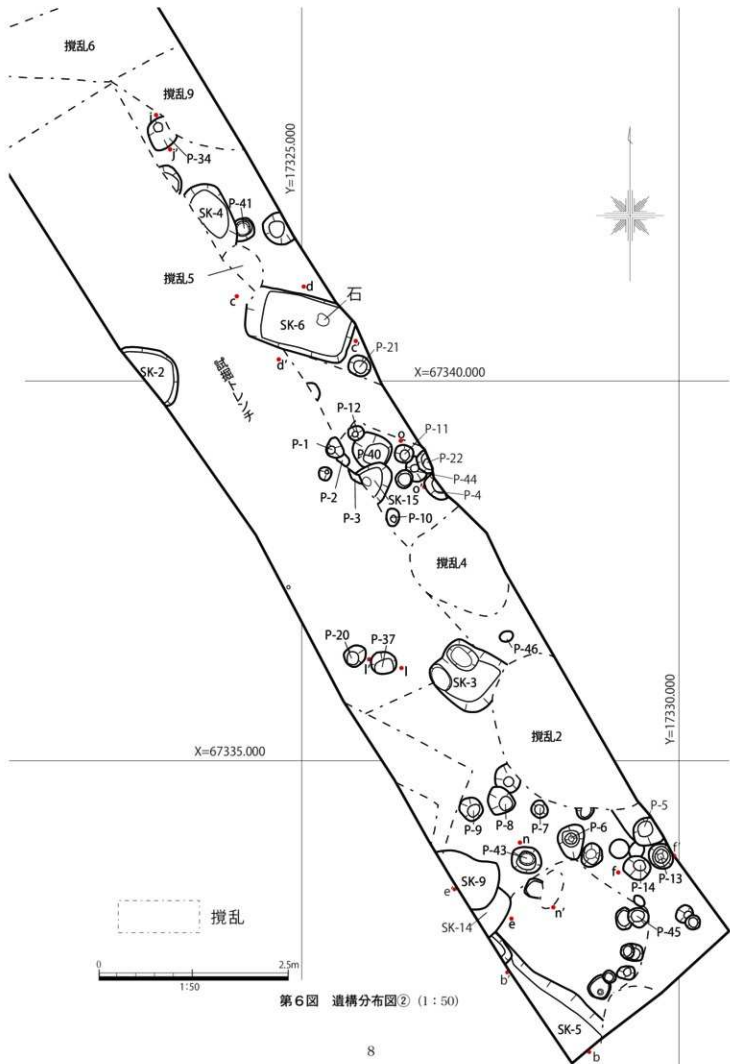 撹乱6
撹乱9
i'
j'
P-34
Y=17325.000
SK-4
P-41
撹乱5
d
c
石
SK-6
c'
P-21
d'
SK-2
X=67340.000
試掘トレンチ
P-12
o
P-11
P-1
P-40
P-22
P-44
P-2
o'
P-4
SK-15
P-3
P-10
撹乱4
P-20
P-37
P-46
l'
l
SK-3
Y=17330.000
撹乱2
X=67335.000
P-5
P-9
P-8
P-7
P-6
n
f'
P-43
f
P-13
P-14
SK-9
e'
n'
SK-14
e
P-45
撹乱
b'
0
2.5m
1:50
SK-5
第6図 遺構分布図② (1:50)
b
8